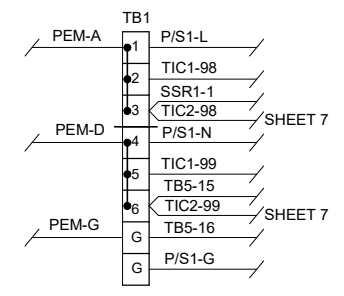 TB1
PEM-A 1 P/S1-L
2 TIC1-98
SSR1-1
3 TIC2-98 SHEET 7
PEM-D 4 P/S1-N
5 TIC1-99
TB5-15
6 TIC2-99 SHEET 7
PEM-G G TB5-16
G P/S1-G